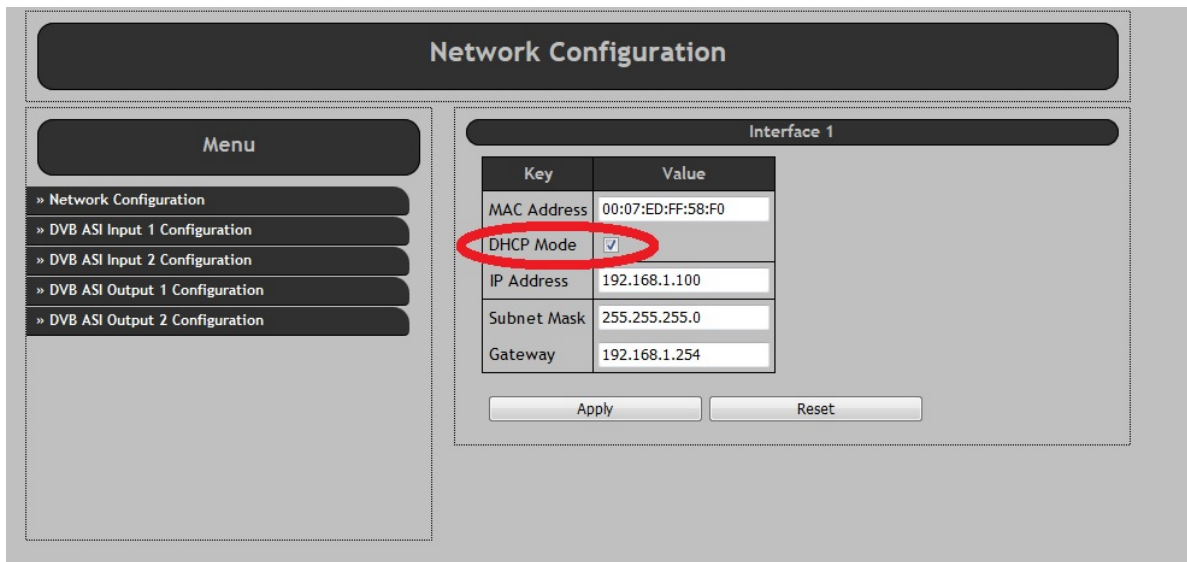 Network Configuration
Menu
» Network Configuration
» DVB ASI Input 1 Configuration
» DVB ASI Input 2 Configuration
» DVB ASI Output 1 Configuration
» DVB ASI Output 2 Configuration
Interface 1
Key Value
MAC Address 00:07:ED:FF:58:F0
DHCP Mode
IP Address 192.168.1.100
Subnet Mask 255.255.255.0
Gateway 192.168.1.254
Apply Reset